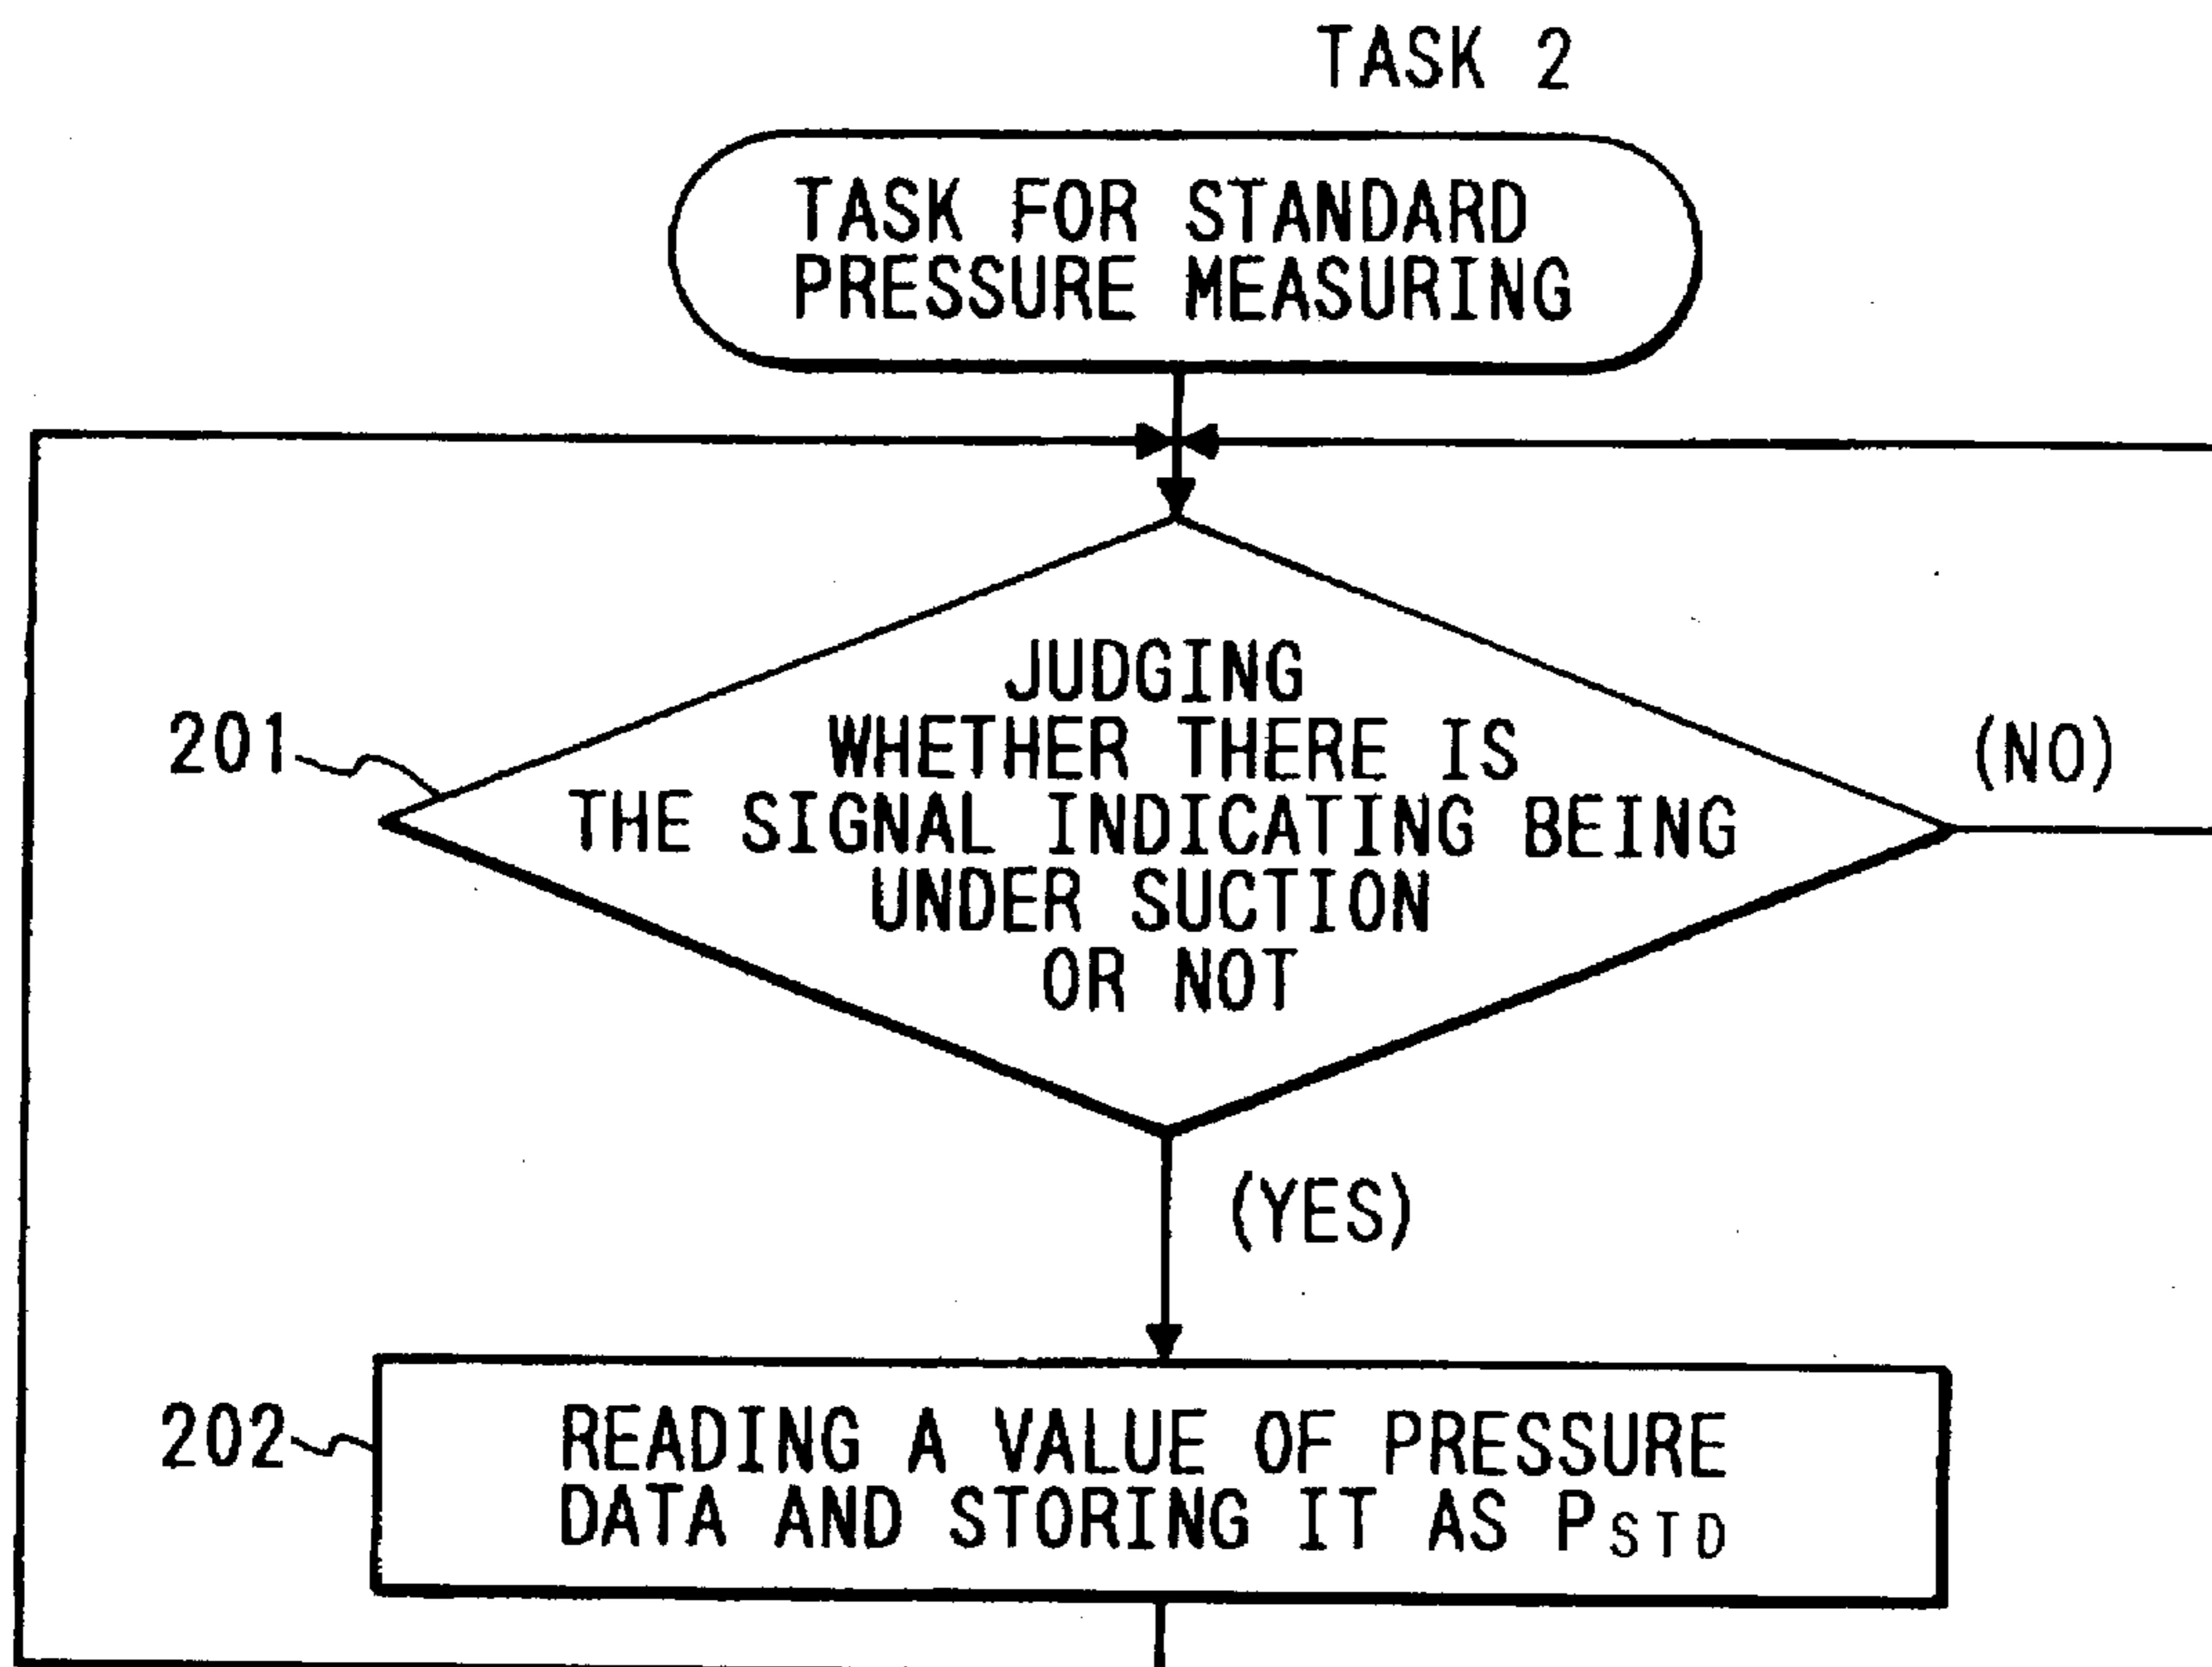 TASK 2
TASK FOR STANDARD
PRESSURE MEASURING
JUDGING
WHETHER THERE IS
THE SIGNAL INDICATING BEING
UNDER SUCTION
OR NOT
201
(NO)
(YES)
202
READING A VALUE OF PRESSURE
DATA AND STORING IT AS PSTD